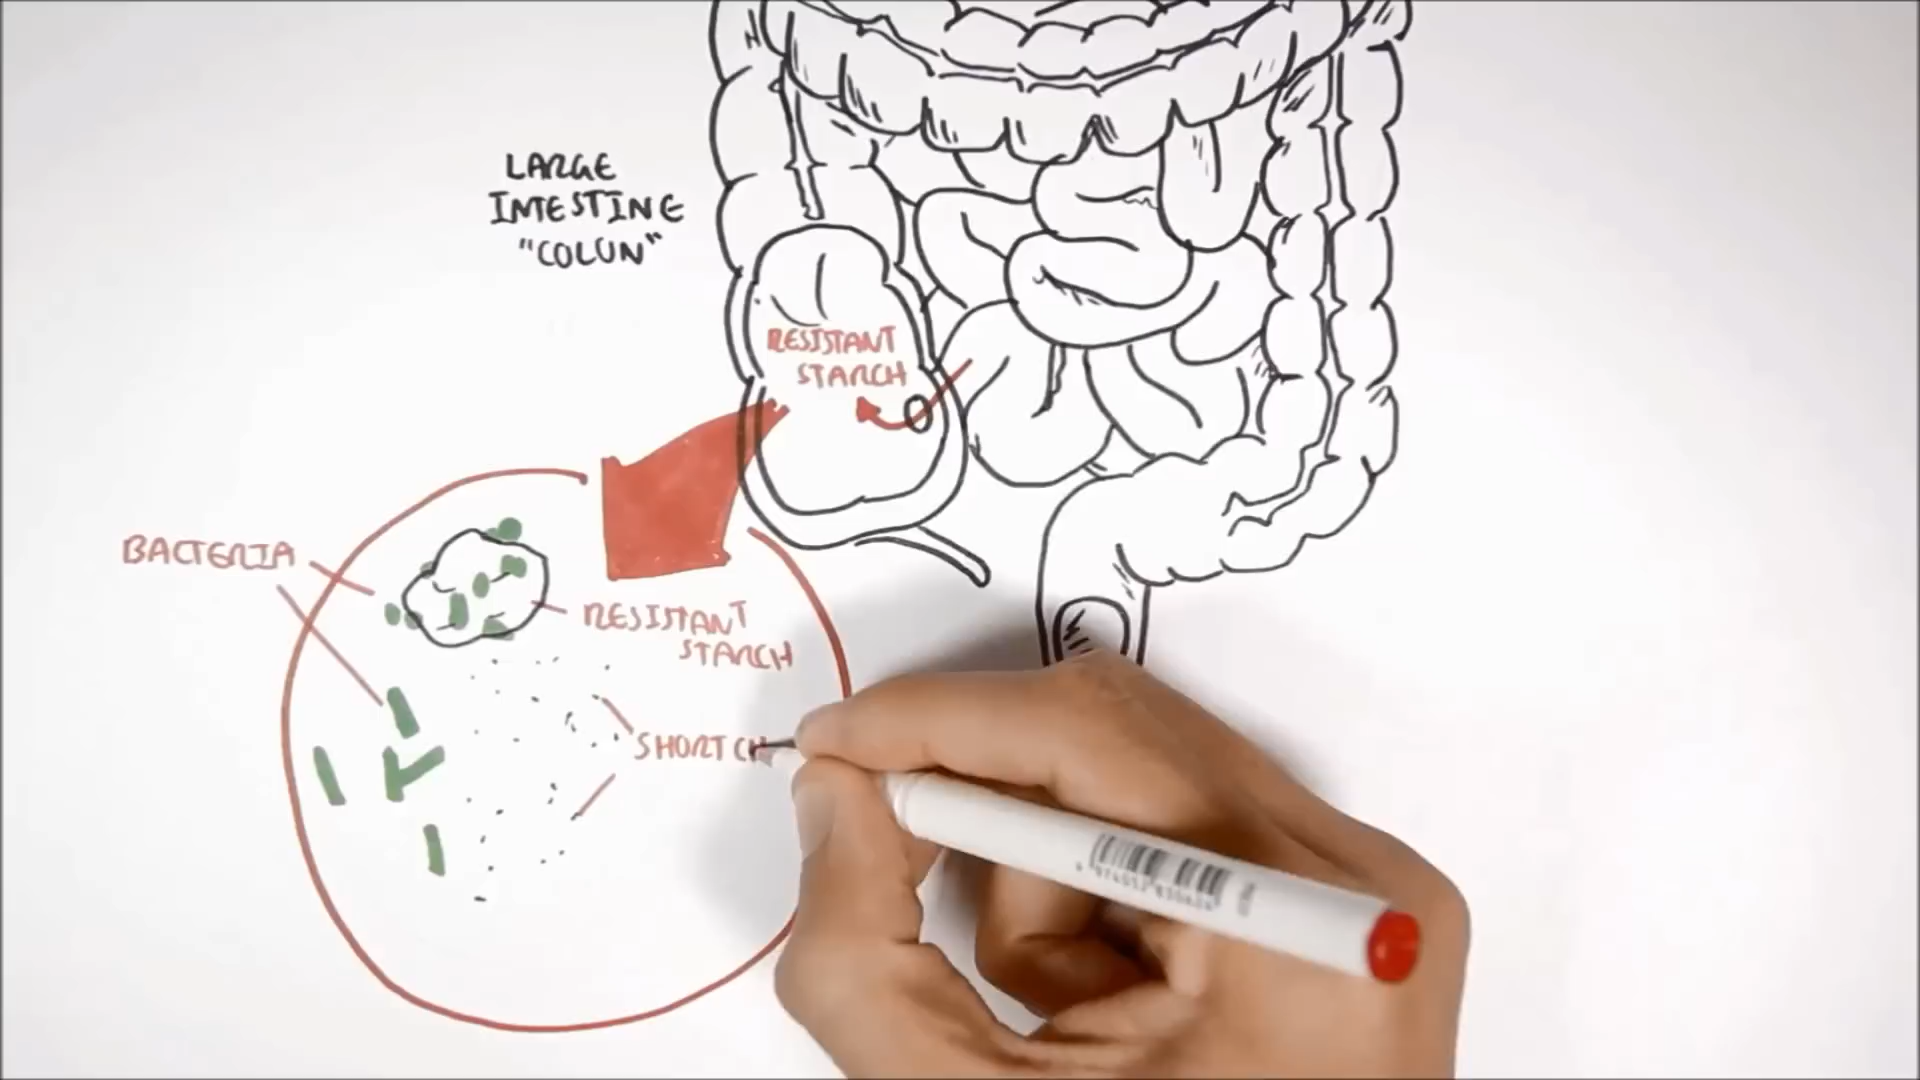 LARGE
INTESTINE
"COLON"
RESISTANT
STARCH
BACTERIA
RESISTANT
STARCH
SHORT CH